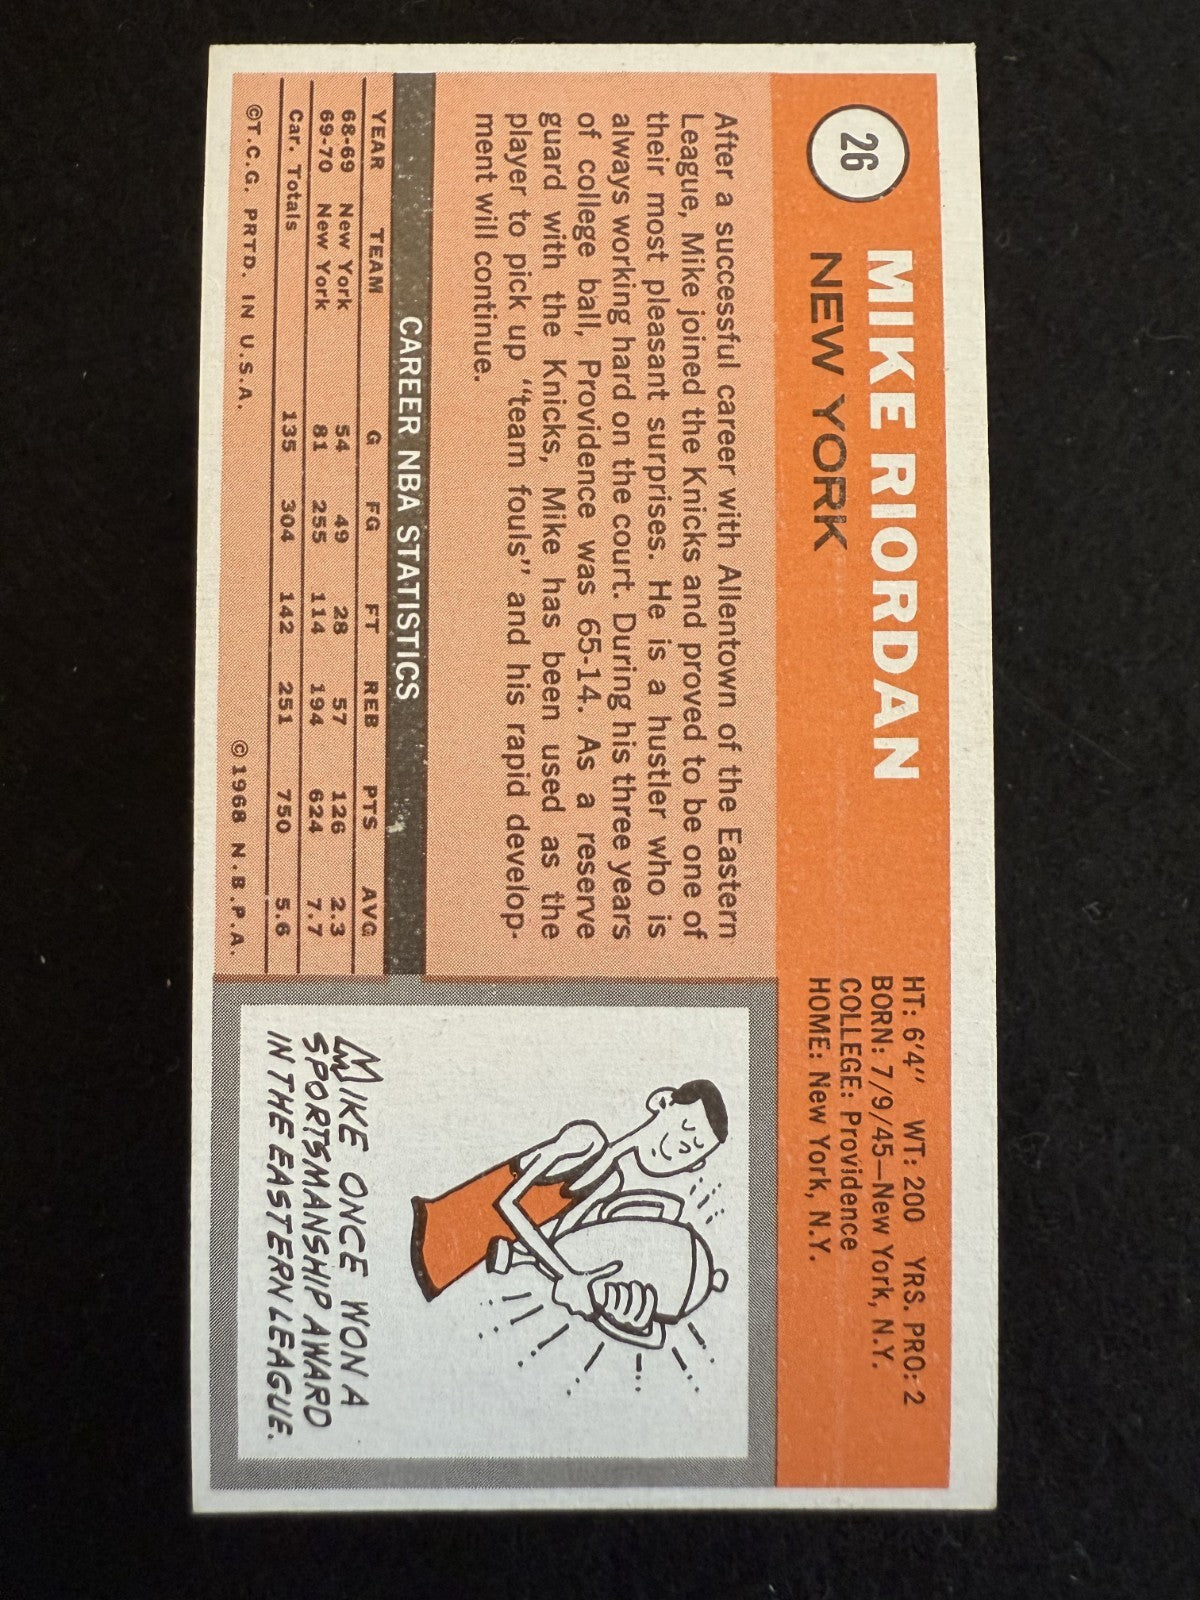 26
MIKE RIORDAN
NEW YORK
HT: 6'4" WT: 200 YRS. PRO: 2
BORN: 7/9/45—New York, N.Y.
COLLEGE: Providence
HOME: New York, N.Y.
After a successful career with Allentown of the Eastern
League, Mike joined the Knicks and proved to be one of
their most pleasant surprises. He is a hustler who is
always working hard on the court. During his three years
of college ball, Providence was 65-14. As a reserve
guard with the Knicks, Mike has been used as the
player to pick up "team fouls" and his rapid develop-
ment will continue.
CAREER NBA STATISTICS
YEAR TEAM G FG FT REB PTS AVG
68-69 New York 54 49 28 57 126 2.3
69-70 New York 81 255 114 194 624 7.7
Car. Totals 135 304 142 251 750 5.6
©T.C.G. PRTD. IN U.S.A. ©1968 N.B.P.A.
MIKE ONCE WON A
SPORTSMANSHIP AWARD
IN THE EASTERN LEAGUE.